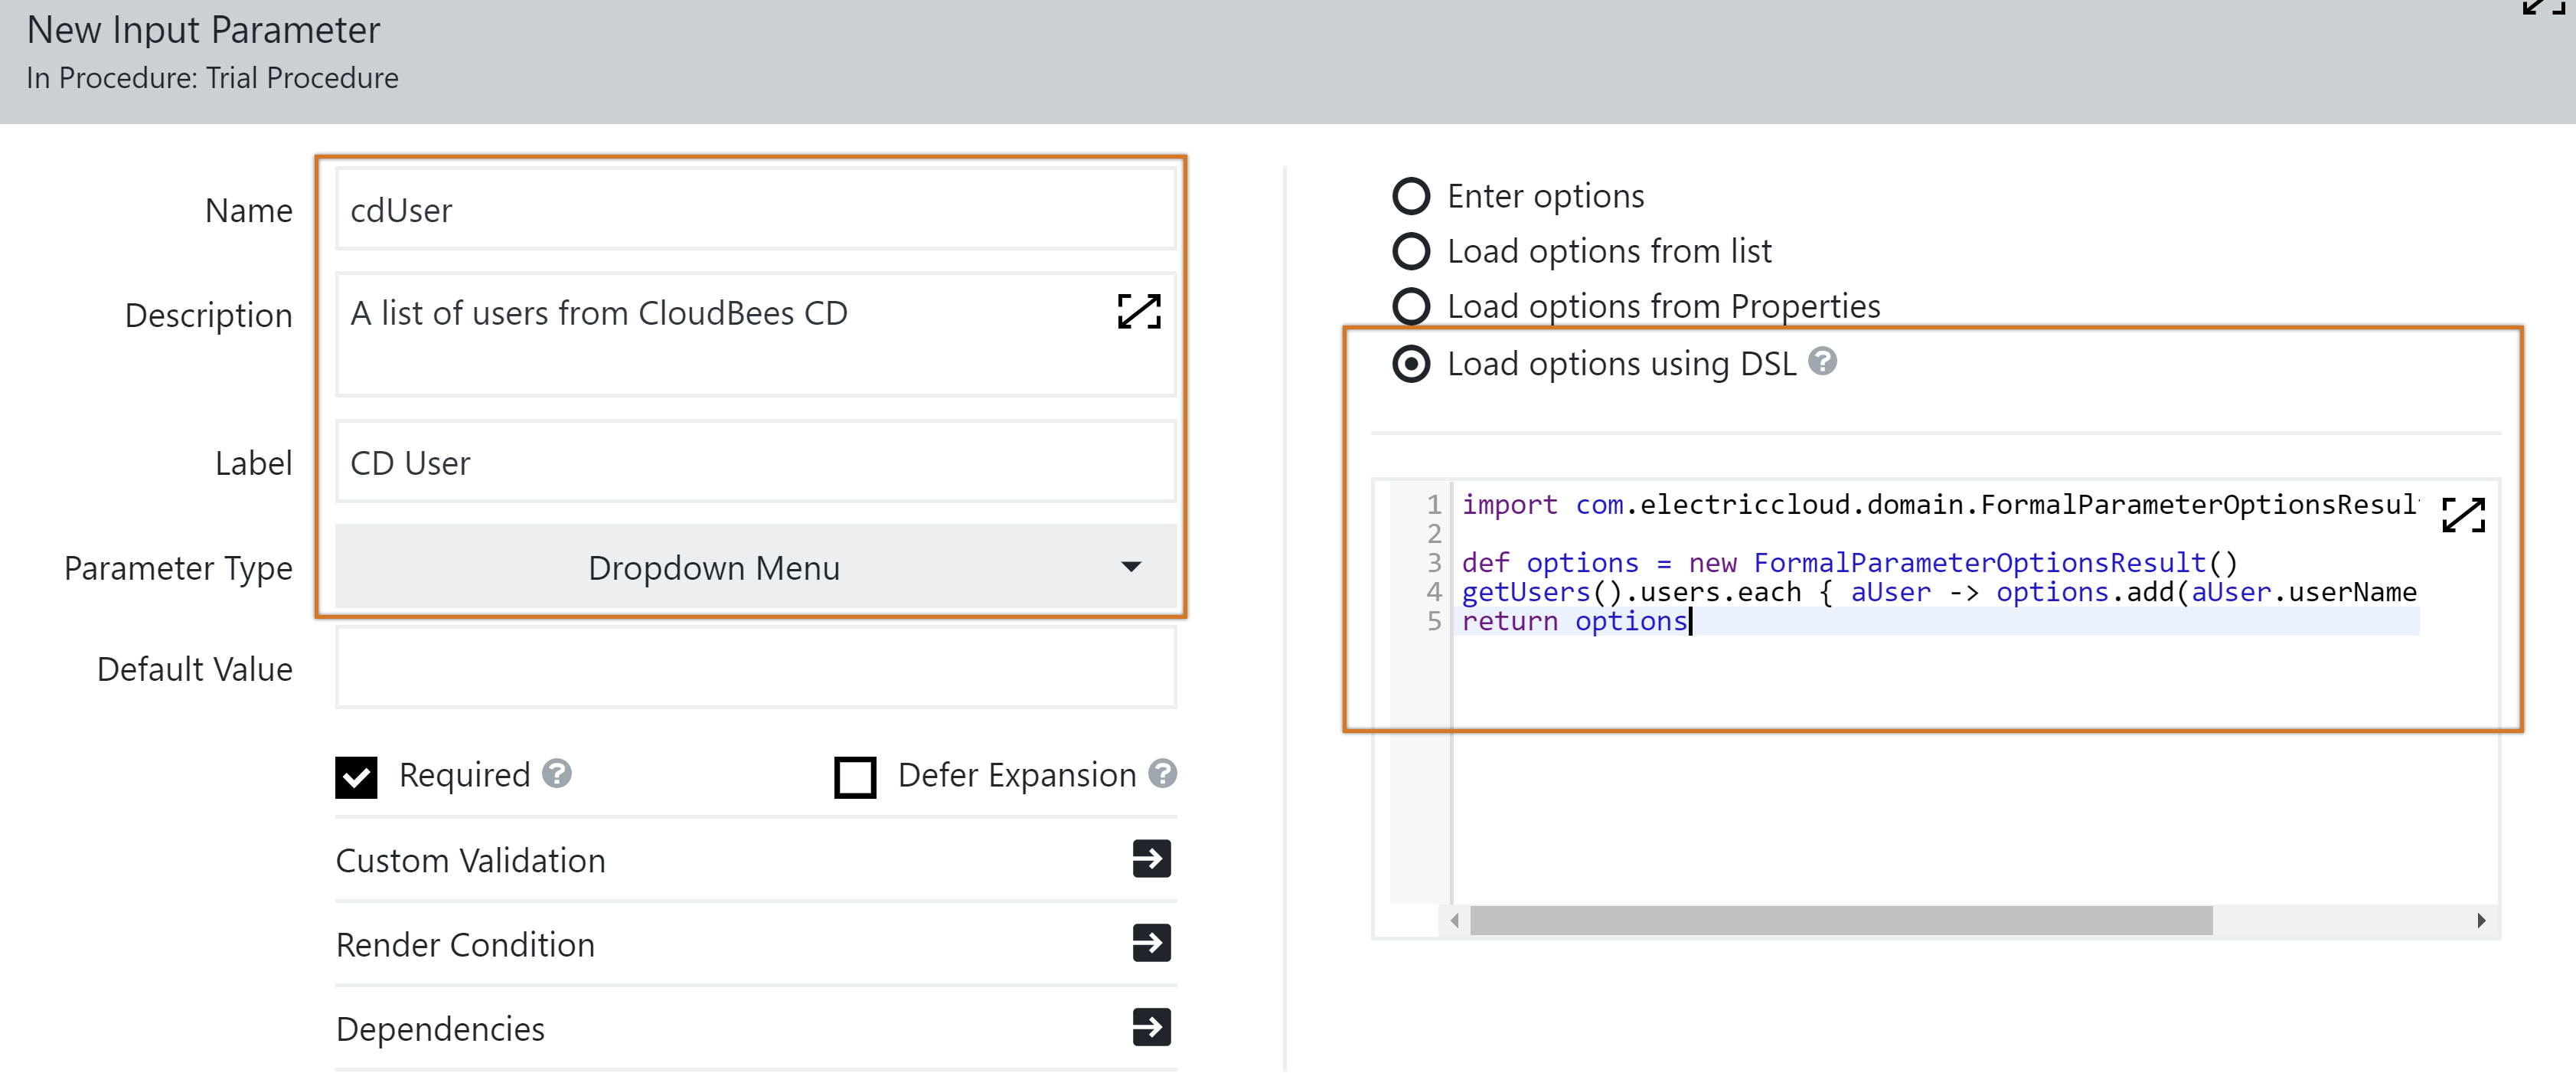 New Input Parameter
In Procedure: Trial Procedure
Name
cdUser
Description
A list of users from CloudBees CD
Label
CD User
Parameter Type
Dropdown Menu
Default Value
Required ?
Defer Expansion ?
Custom Validation
Render Condition
Dependencies
Enter options
Load options from list
Load options from Properties
Load options using DSL ?
1 import com.electriccloud.domain.FormalParameterOptionsResul
2
3 def options = new FormalParameterOptionsResult()
4 getUsers().users.each { aUser -> options.add(aUser.userName
5 return options